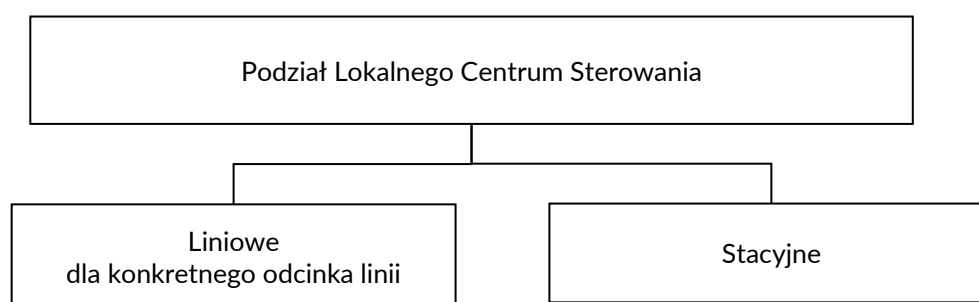 Podział Lokalnego Centrum Sterowania
Liniowe
dla konkretnego odcinka linii
Stacyjne